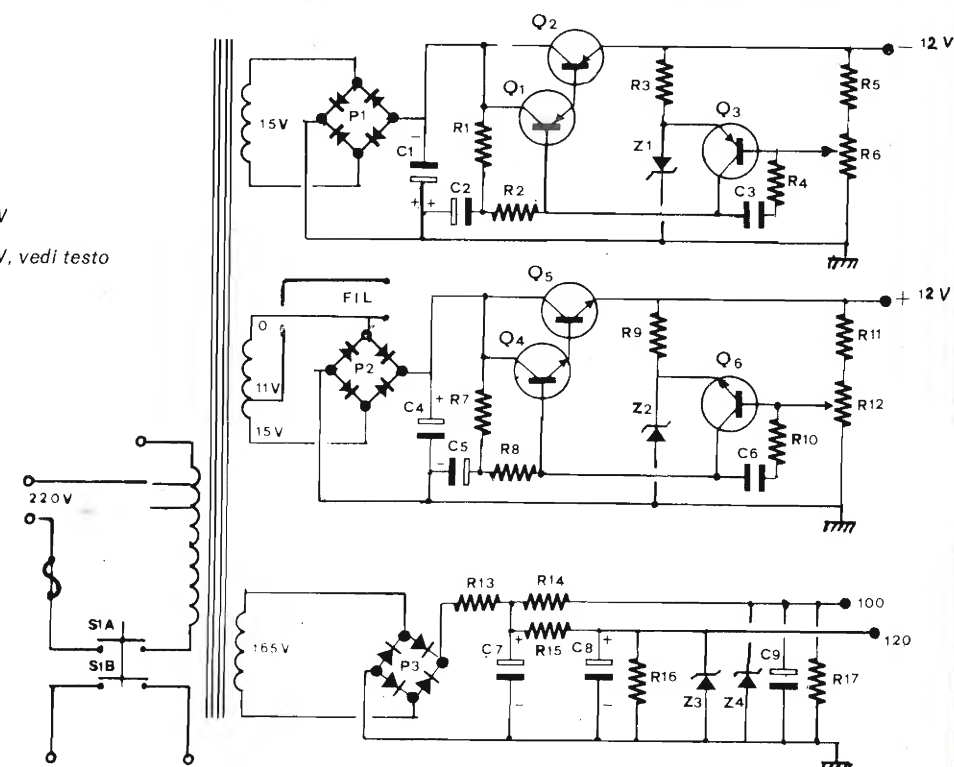 V
V, vedi testo
Q2
− 12 V
Q1
R3
Q3
R5
15V
P1
C1
−
R1
Z1
R6
R4
+ +
C2
R2
C3
FIL
Q5
+ 12 V
0
Q4
R9
Q6
R11
P2
11V
C4
+
R7
Z2
R12
15V
−
C5
R8
C6
R10
220V
S1A
S1B
R13
R14
100
165V
P3
C7
+
R15
C8
+
120
R16
Z3
Z4
C9
R17
−
−